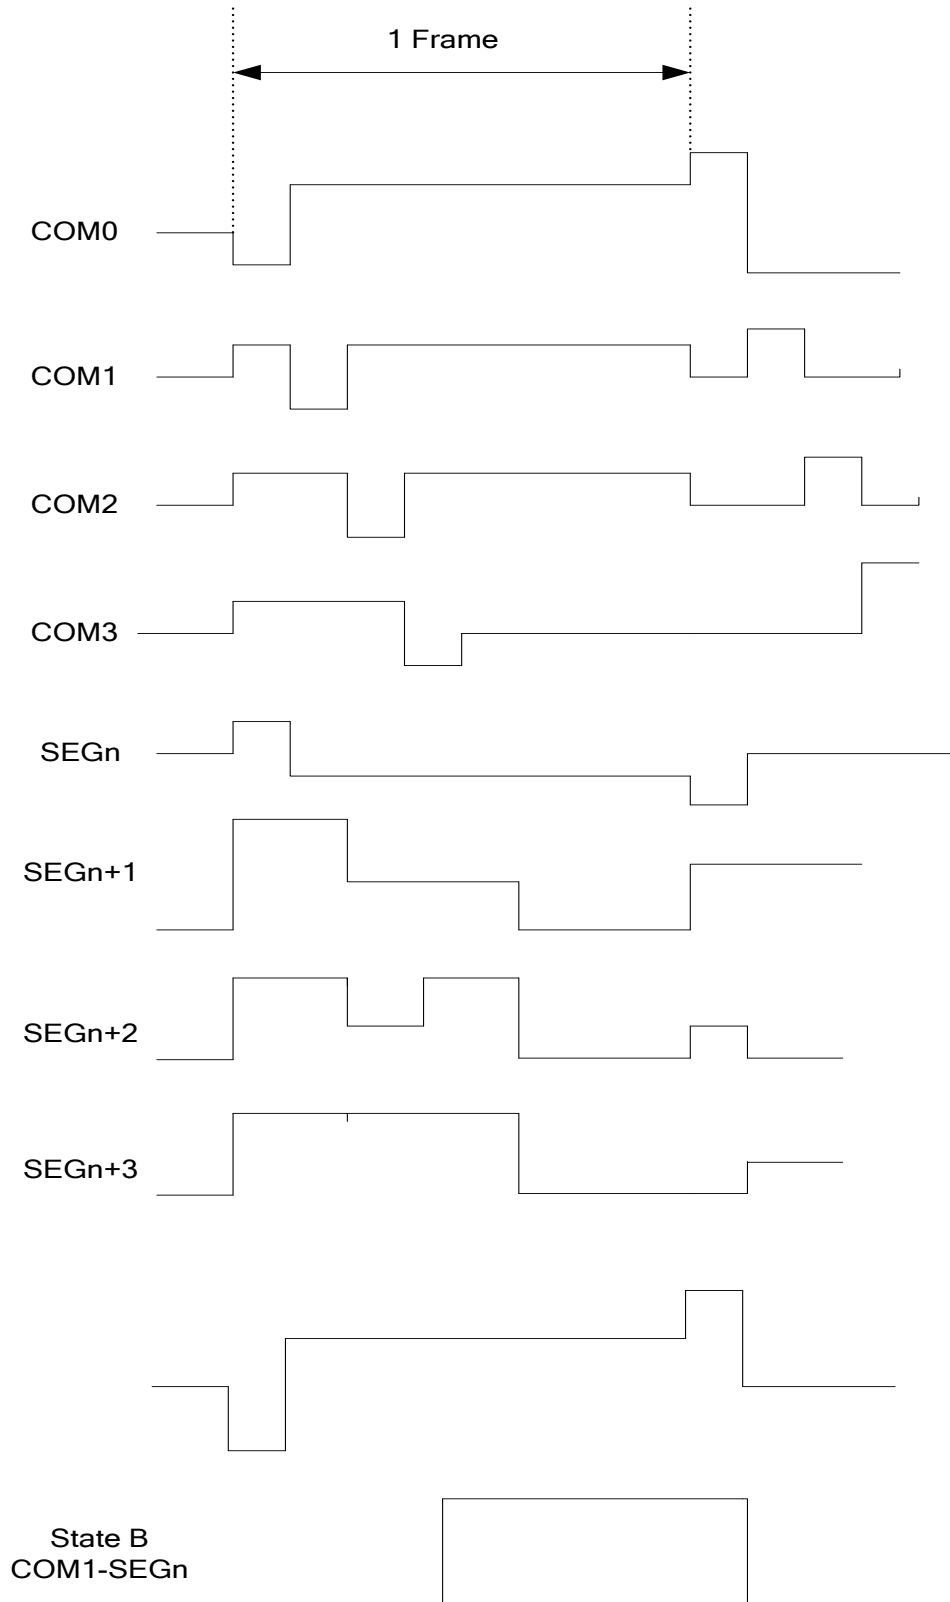 1 Frame
COM0
COM1
COM2
COM3
SEGn
SEGn+1
SEGn+2
SEGn+3
State B
COM1-SEGn